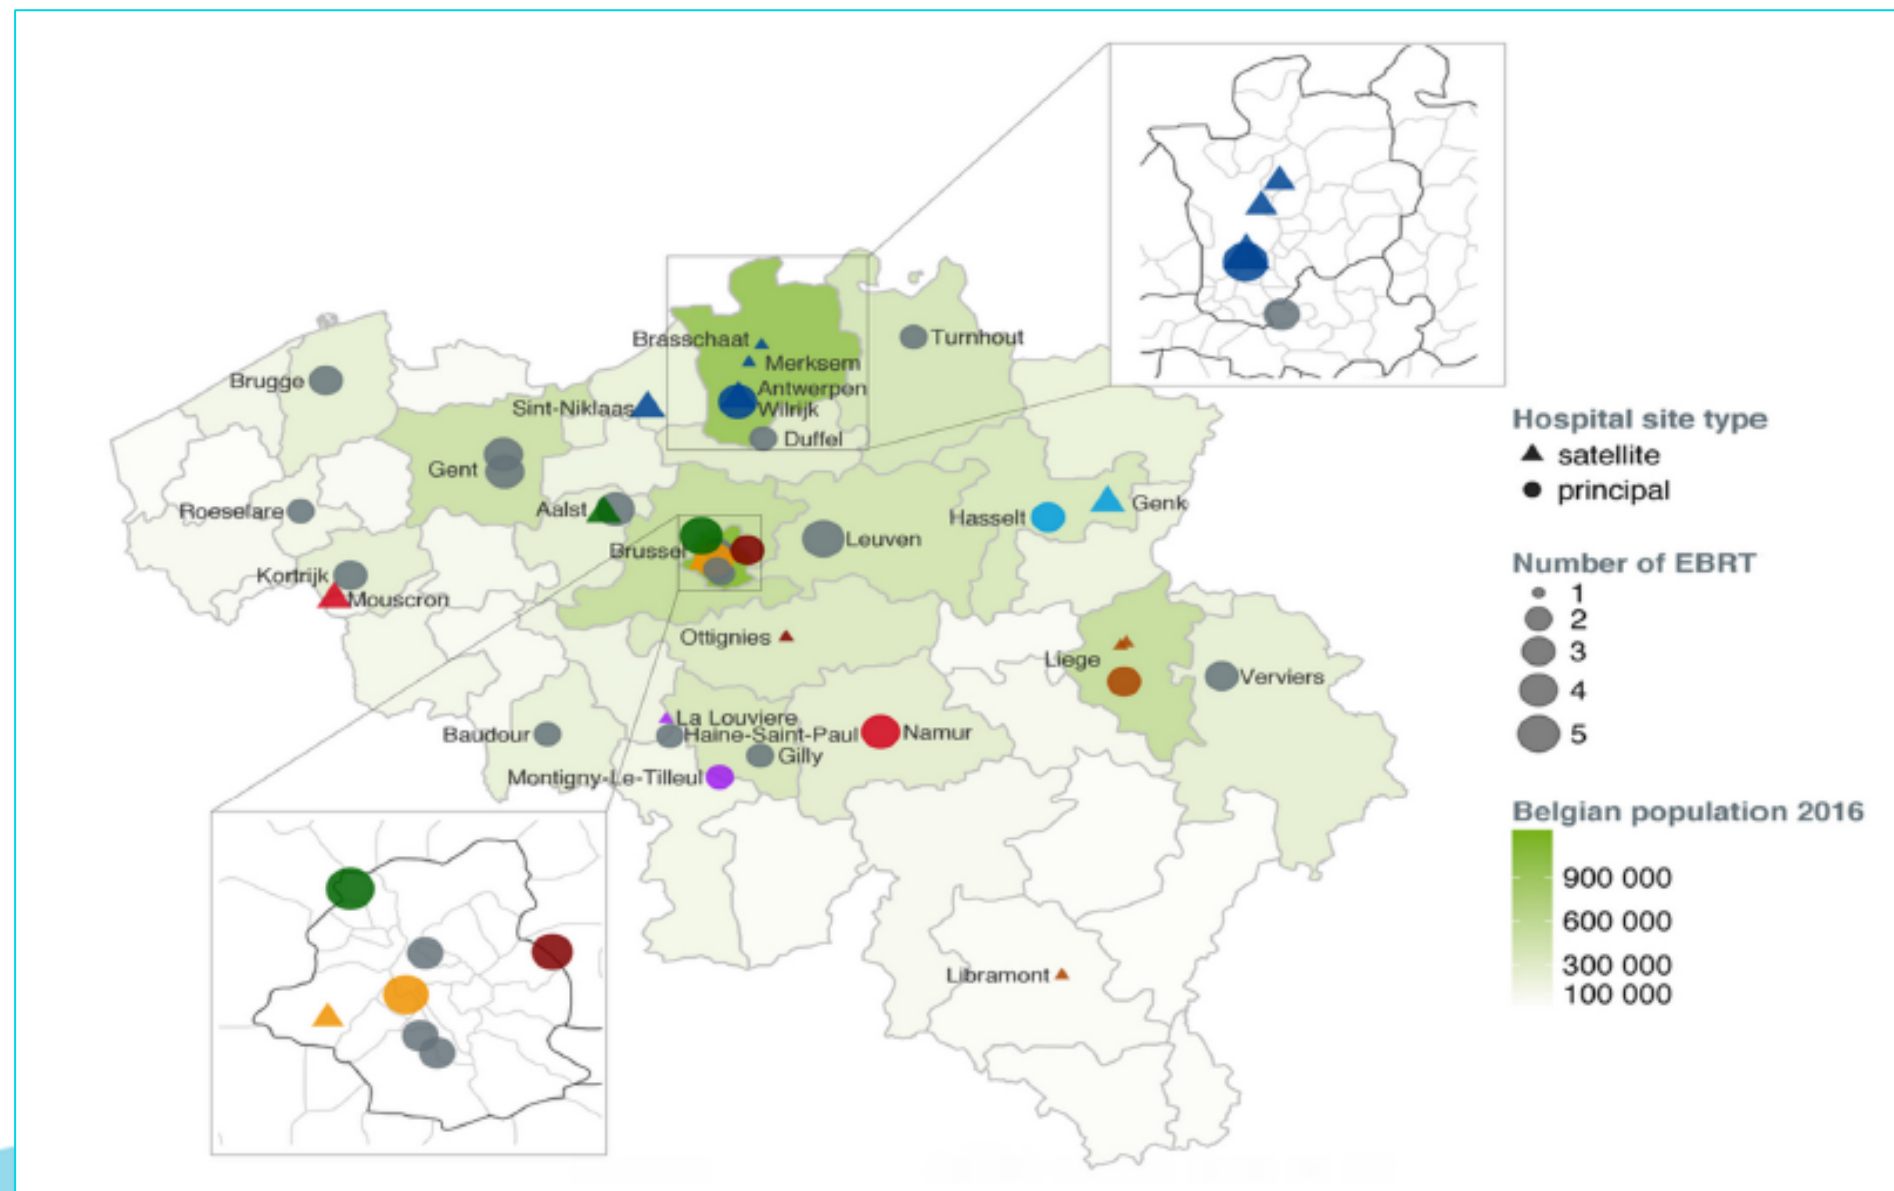 Brasschaat
Merksem
Antwerpen
Wilrijk
Turnhout
Brugge
Sint-Niklaas
Duffel
Gent
Roeselare
Aalst
Hasselt
Genk
Brussel
Leuven
Kortrijk
Mouscron
Ottignies
Liege
Verviers
La Louviere
Baudour
Haine-Saint-Paul
Namur
Gilly
Montigny-Le-Tilleul
Libramont
Hospital site type
satellite
principal
Number of EBRT
1
2
3
4
5
Belgian population 2016
900 000
600 000
300 000
100 000